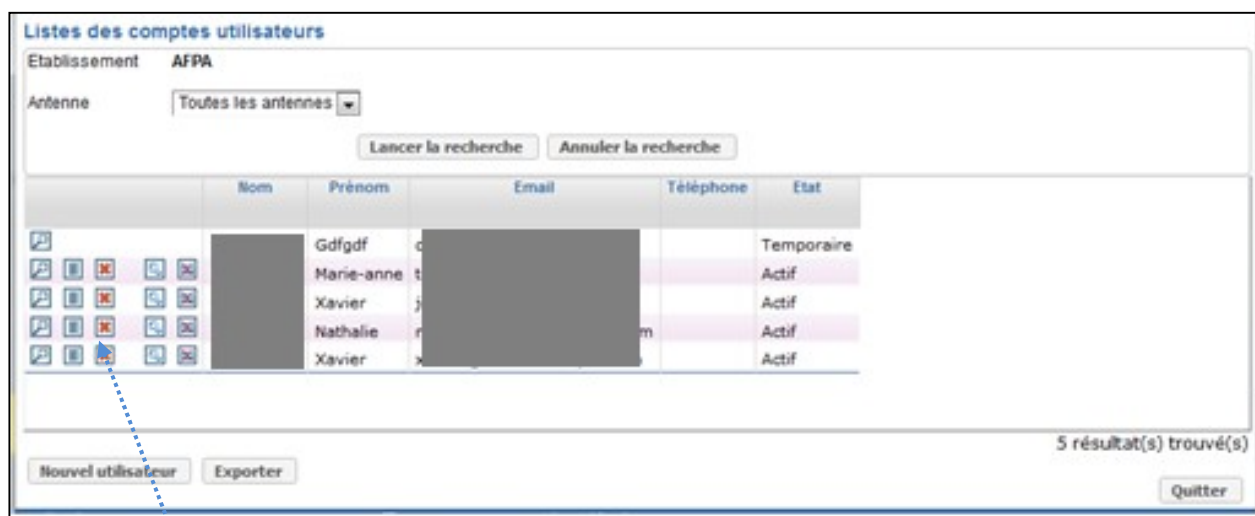 Listes des comptes utilisateurs
Etablissement AFPA
Antenne Toutes les antennes
Lancer la recherche Annuler la recherche
Nom Prénom Email Téléphone Etat
Gdfgdf Temporaire
Marie-anne t Actif
Xavier j Actif
Nathalie r m Actif
Xavier x Actif
5 résultat(s) trouvé(s)
Nouvel utilisateur Exporter
Quitter